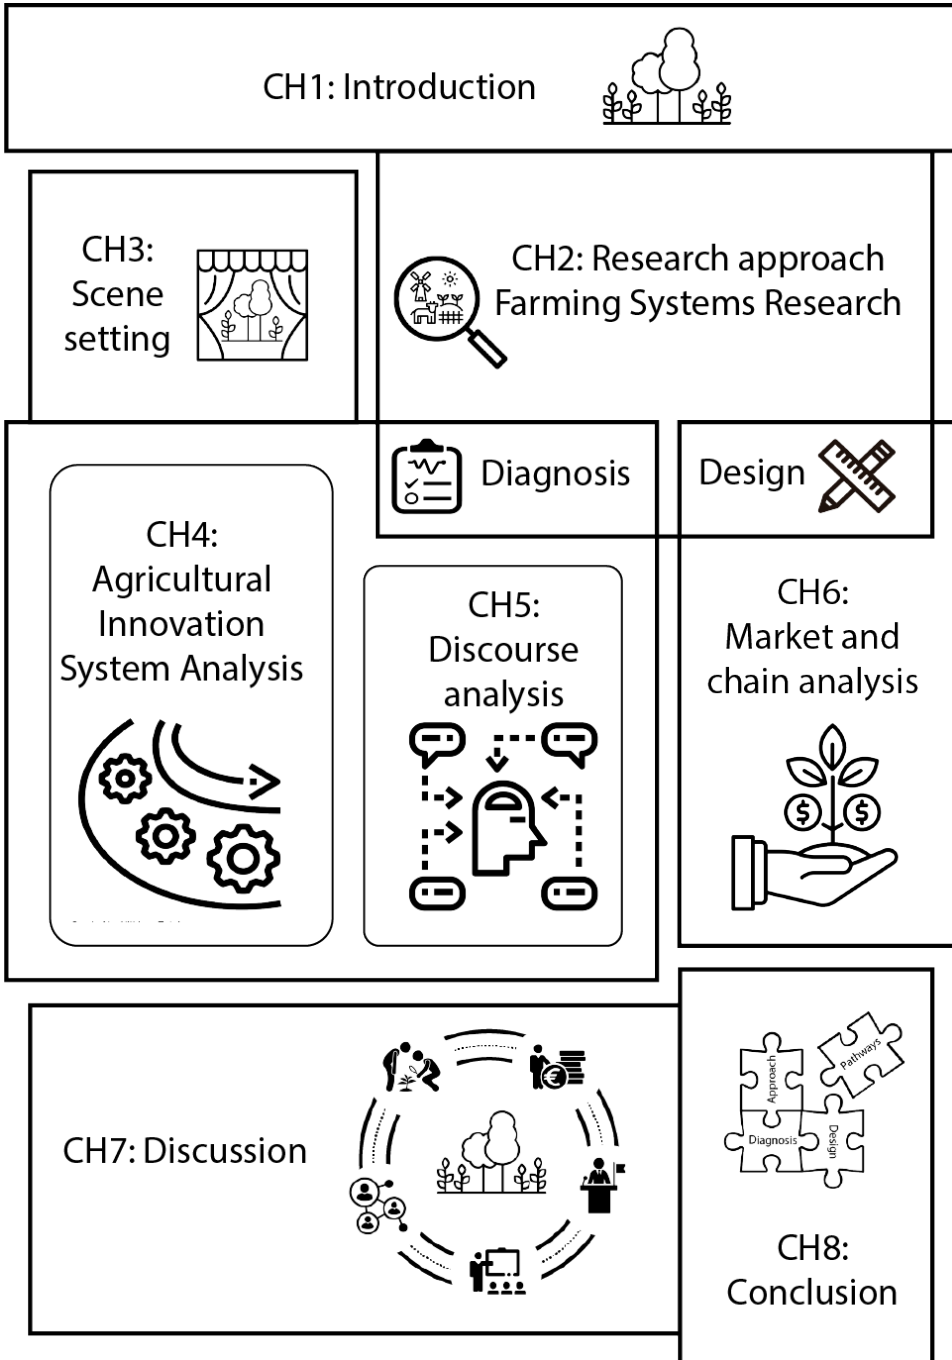 CH1: Introduction
CH3:
Scene
setting
CH2: Research approach
Farming Systems Research
Diagnosis
Design
CH4:
Agricultural
Innovation
System Analysis
CH5:
Discourse
analysis
CH6:
Market and
chain analysis
$ $
CH7: Discussion
€
Approach
Pathways
Diagnosis
Design
CH8:
Conclusion